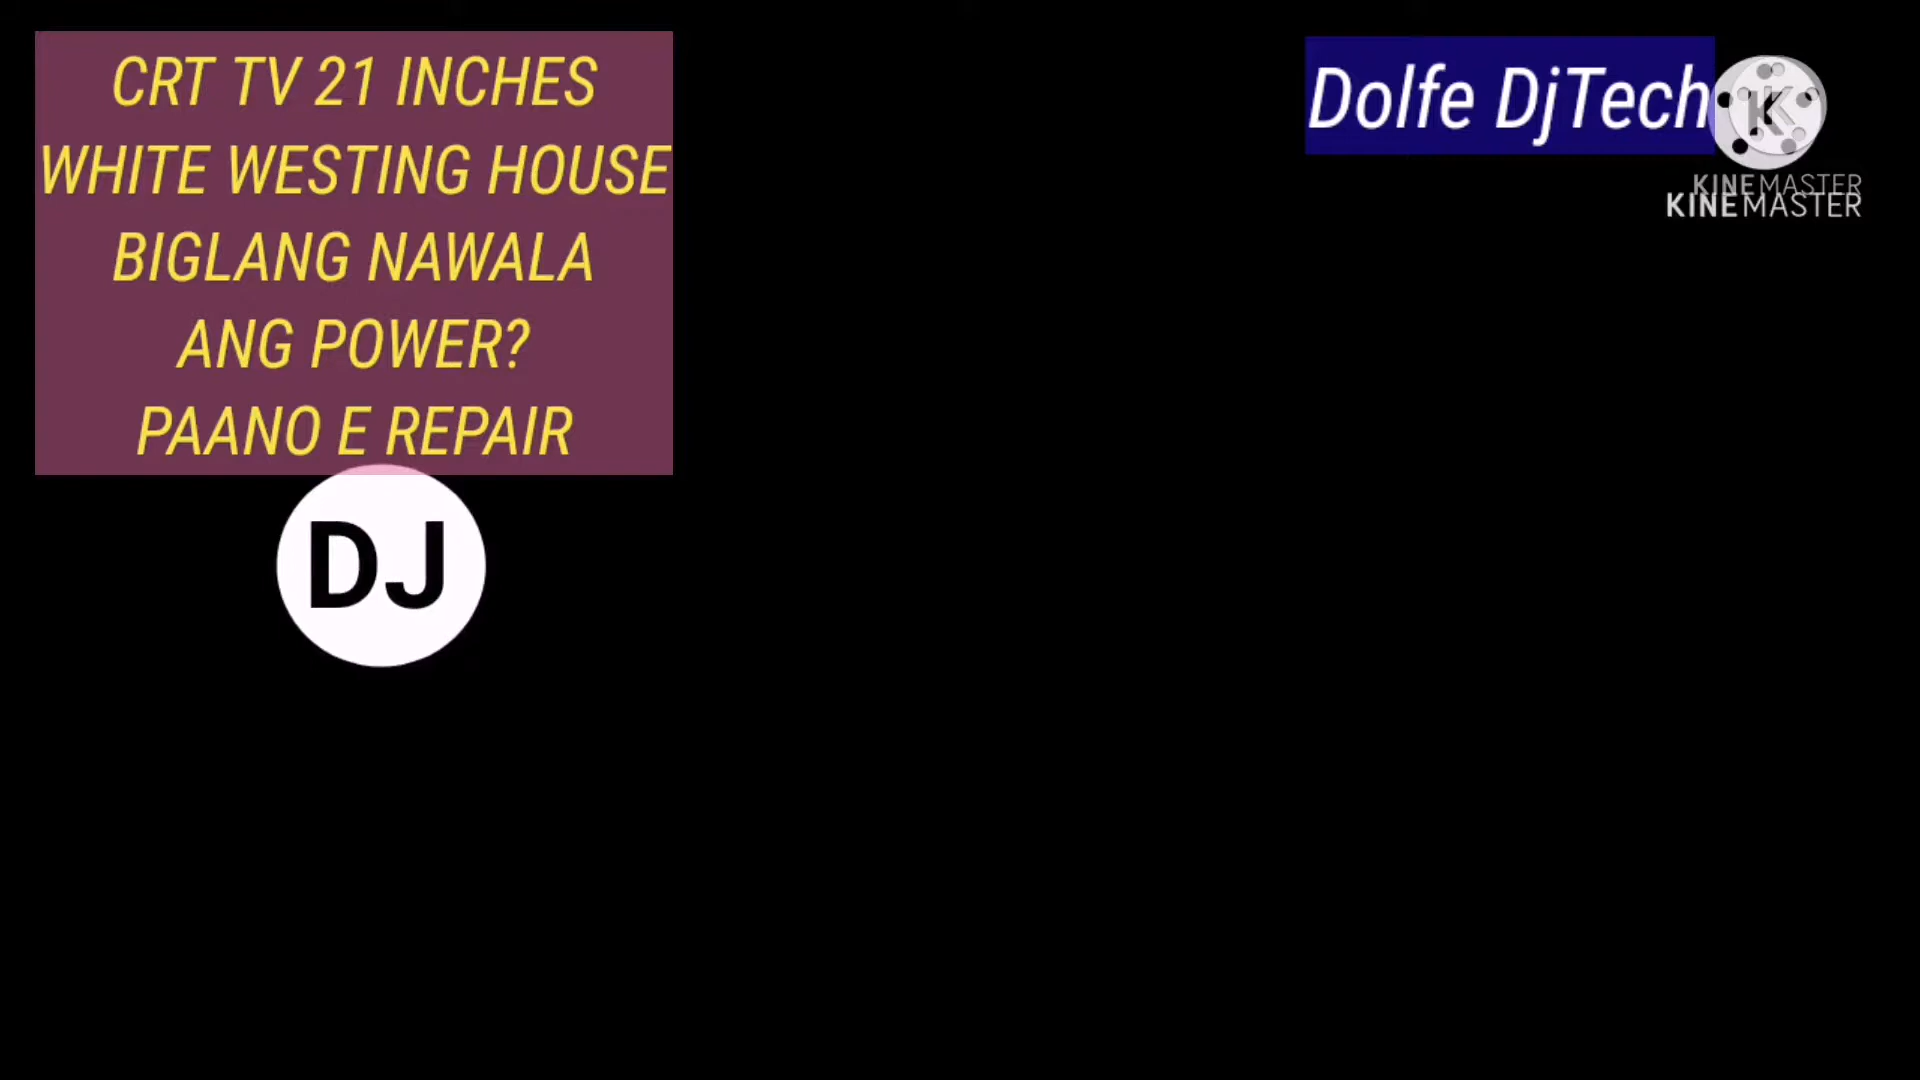 CRT TV 21 INCHES
WHITE WESTING HOUSE
BIGLANG NAWALA
ANG POWER?
PAANO E REPAIR
DJ
Dolfe DjTech
K
KINEMASTER
KINEMASTER